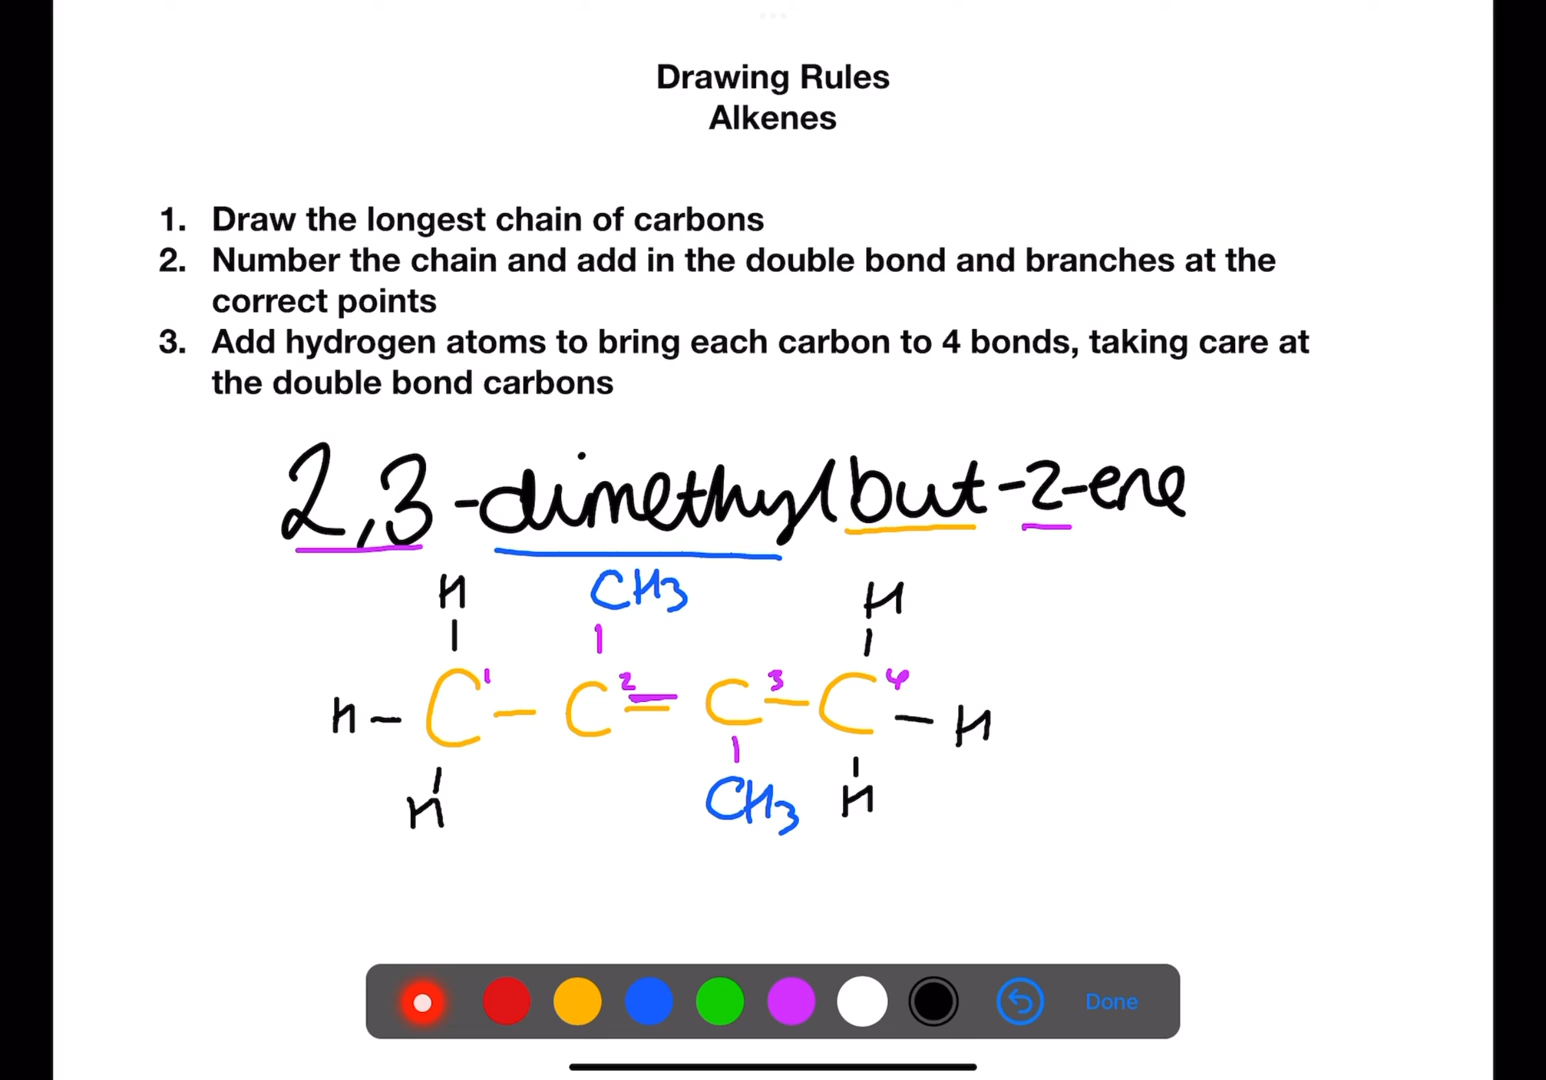 Drawing Rules
Alkenes
1. Draw the longest chain of carbons
2. Number the chain and add in the double bond and branches at the
correct points
3. Add hydrogen atoms to bring each carbon to 4 bonds, taking care at
the double bond carbons
2,3-dimethylbut-2-ene
H CH3 H
H-C1-C2=C3-C4-H
H CH3 H
Done